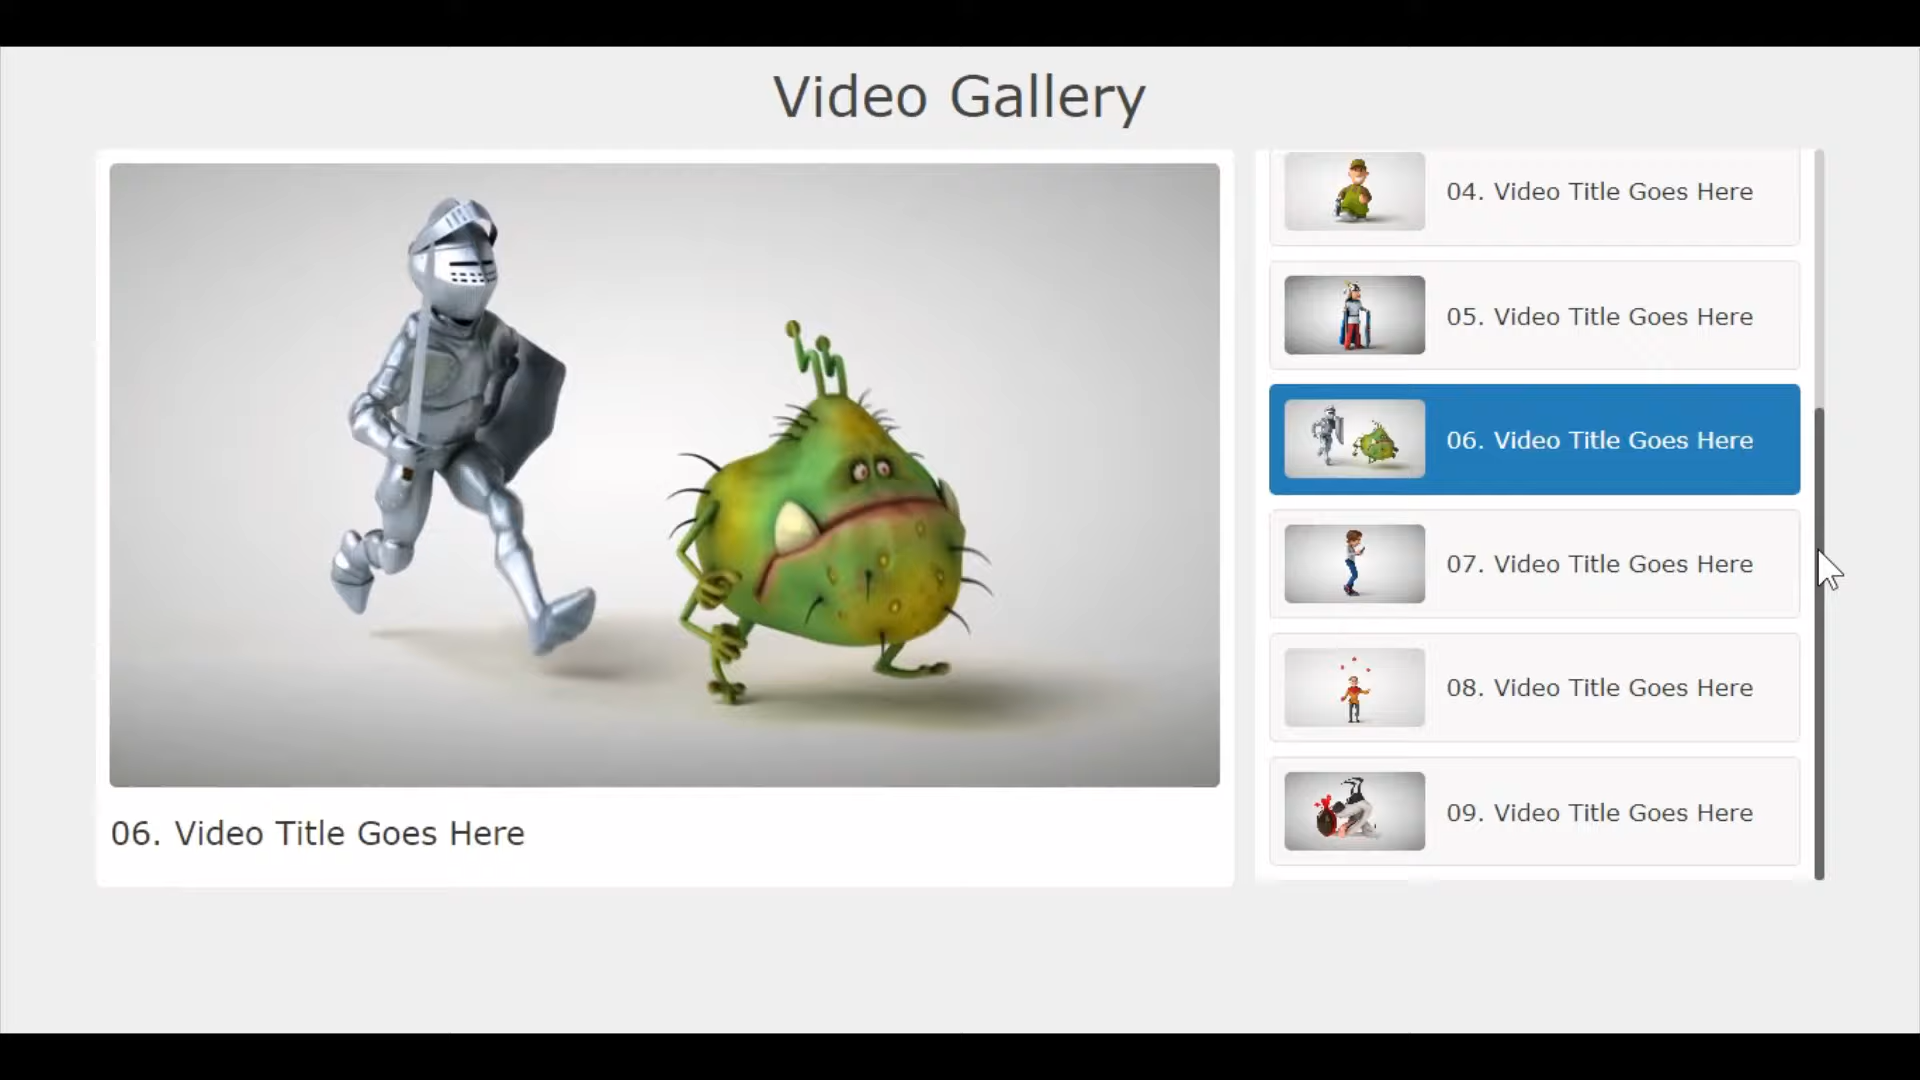 Video Gallery
06. Video Title Goes Here
04. Video Title Goes Here
05. Video Title Goes Here
06. Video Title Goes Here
07. Video Title Goes Here
08. Video Title Goes Here
09. Video Title Goes Here